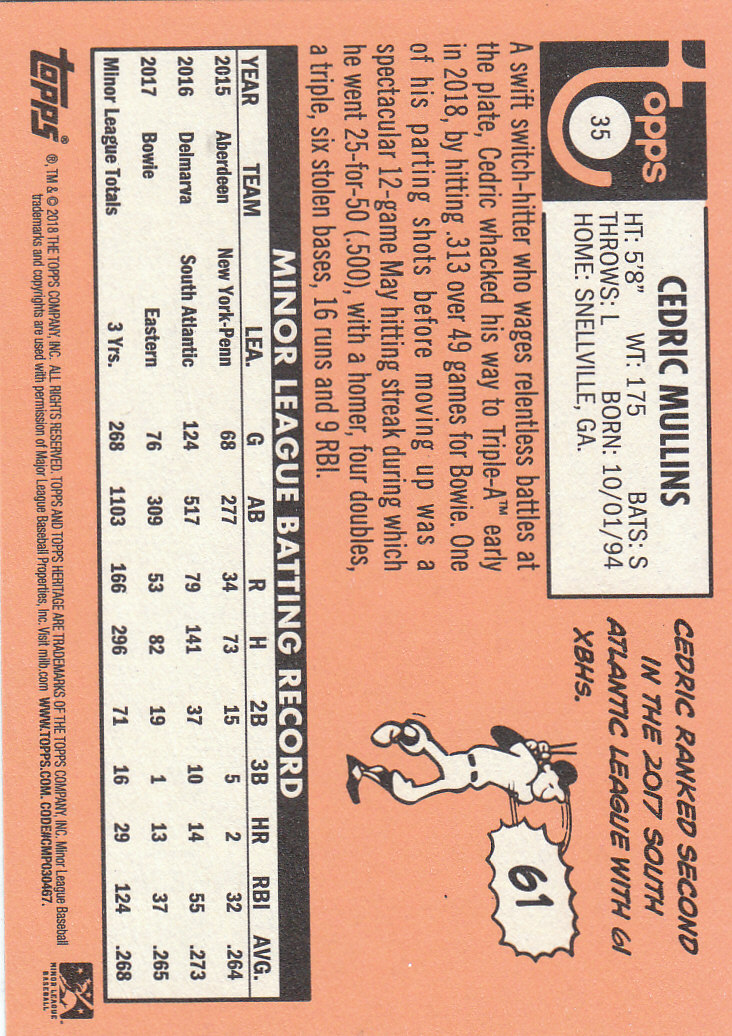 Topps
35
CEDRIC MULLINS
HT: 5'8" WT: 175 BATS: S
THROWS: L BORN: 10/01/94
HOME: SNELLVILLE, GA.
CEDRIC RANKED SECOND
IN THE 2017 SOUTH
ATLANTIC LEAGUE WITH 61
XBHS.
61
A swift switch-hitter who wages relentless battles at
the plate, Cedric whacked his way to Triple-A™ early
in 2018, by hitting .313 over 49 games for Bowie. One
of his parting shots before moving up was a
spectacular 12-game May hitting streak during which
he went 25-for-50 (.500), with a homer, four doubles,
a triple, six stolen bases, 16 runs and 9 RBI.
MINOR LEAGUE BATTING RECORD
YEAR TEAM LEA. G AB R H 2B 3B HR RBI AVG.
2015 Aberdeen New York-Penn 68 277 34 73 15 5 2 32 .264
2016 Delmarva South Atlantic 124 517 79 141 37 10 14 55 .273
2017 Bowie Eastern 76 309 53 82 19 1 13 37 .265
Minor League Totals 3 Yrs. 268 1103 166 296 71 16 29 124 .268
Topps® ®, TM & © 2018 THE TOPPS COMPANY, INC. ALL RIGHTS RESERVED. TOPPS AND TOPPS HERITAGE ARE TRADEMARKS OF THE TOPPS COMPANY, INC. Minor League Baseball
trademarks and copyrights are used with permission of Major League Baseball Properties, Inc. Visit milb.com WWW.TOPPS.COM. CODE#CMP030467.
MINOR LEAGUE
BASEBALL